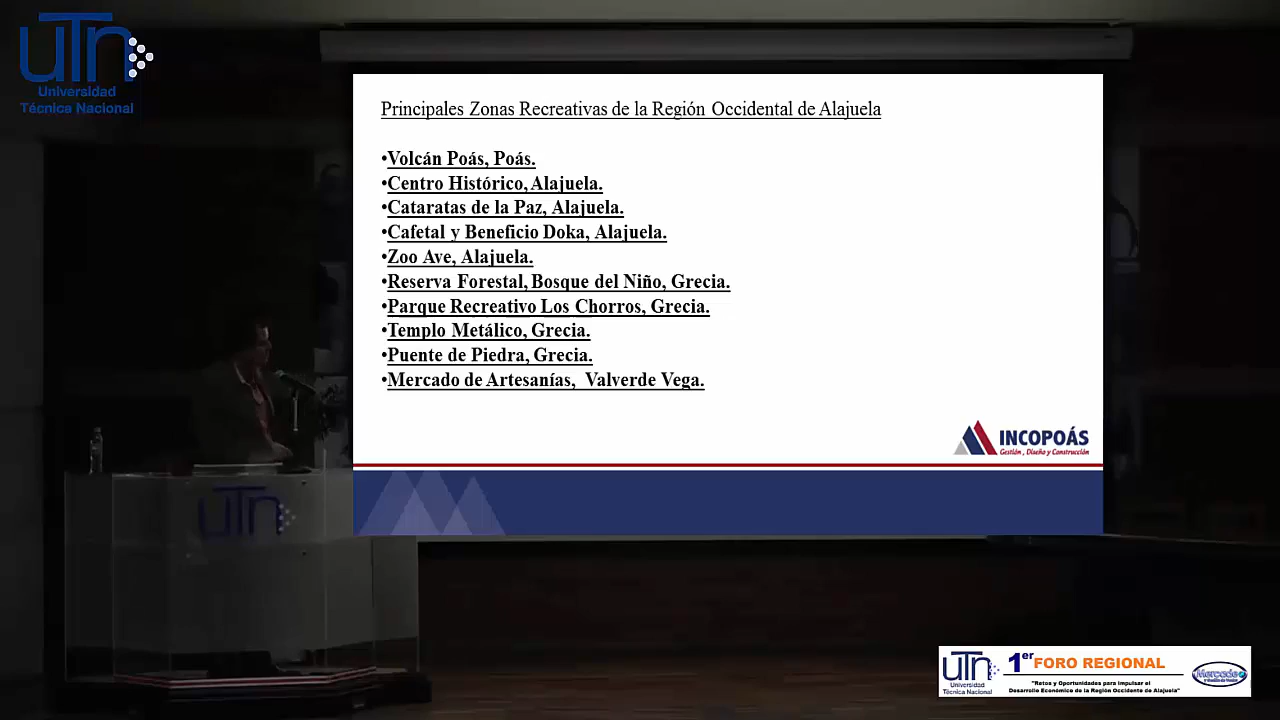 uTn
Universidad
Técnica Nacional
Principales Zonas Recreativas de la Región Occidental de Alajuela
•Volcán Poás, Poás.
•Centro Histórico, Alajuela.
•Cataratas de la Paz, Alajuela.
•Cafetal y Beneficio Doka, Alajuela.
•Zoo Ave, Alajuela.
•Reserva Forestal, Bosque del Niño, Grecia.
•Parque Recreativo Los Chorros, Grecia.
•Templo Metálico, Grecia.
•Puente de Piedra, Grecia.
•Mercado de Artesanías, Valverde Vega.
INCOPOÁS
Gestión, Diseño y Construcción
uTn
uTn
Universidad
Técnica Nacional
1er FORO REGIONAL
"Retos y Oportunidades para impulsar el
Desarrollo Económico de la Región Occidente de Alajuela"
Mercadeo